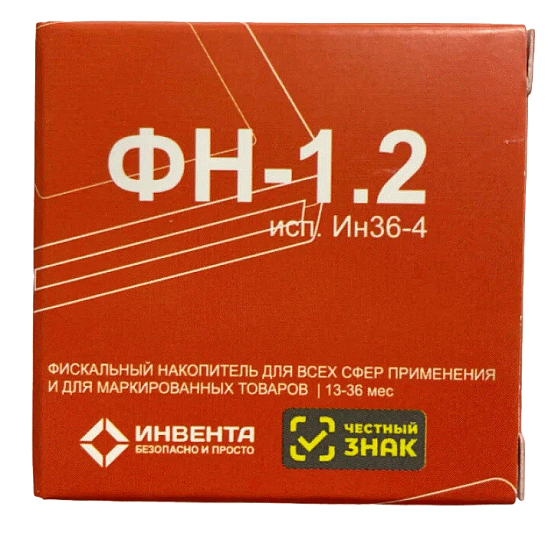 ФН-1.2
исп. Ин36-4
ФИСКАЛЬНЫЙ НАКОПИТЕЛЬ ДЛЯ ВСЕХ СФЕР ПРИМЕНЕНИЯ
И ДЛЯ МАРКИРОВАННЫХ ТОВАРОВ | 13-36 мес
ИНВЕНТА
БЕЗОПАСНО И ПРОСТО
ЧЕСТНЫЙ
ЗНАК